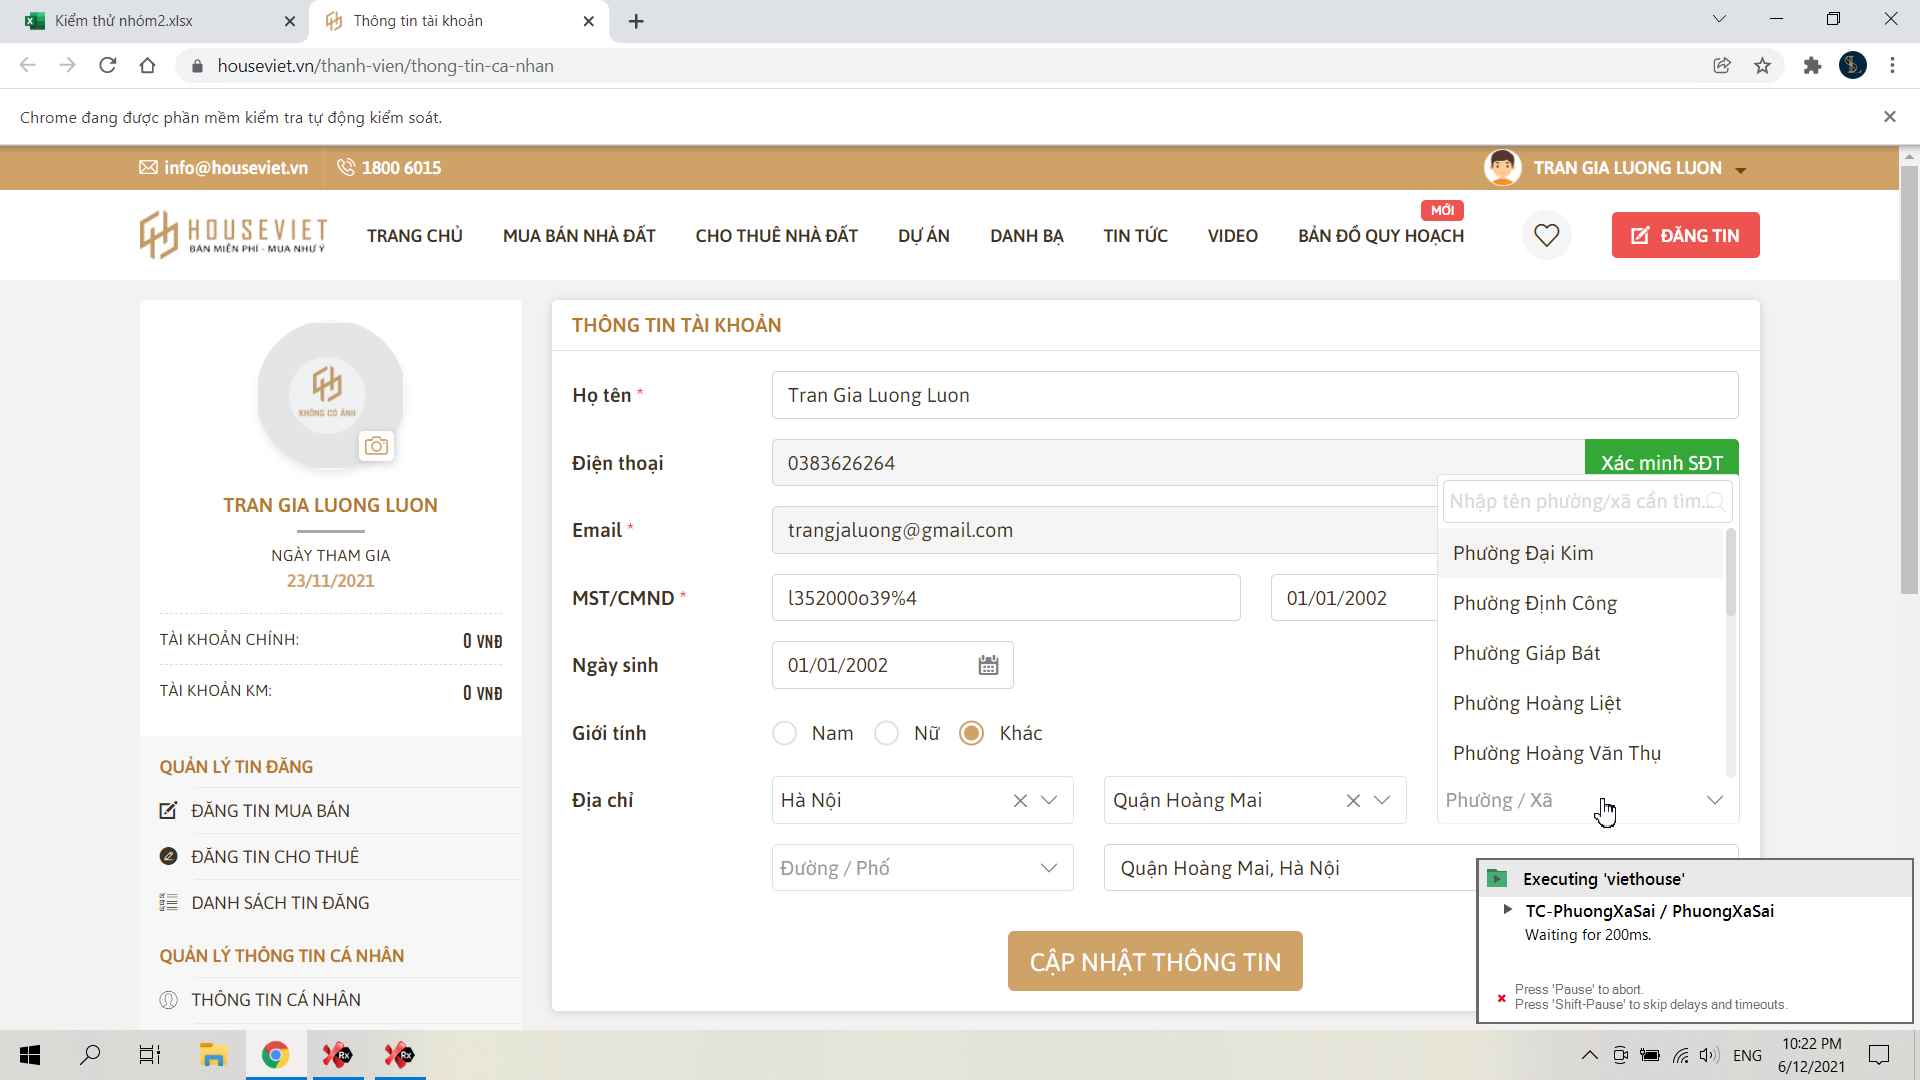 Kiểm thử nhóm2.xlsx
Thông tin tài khoản
houseviet.vn/thanh-vien/thong-tin-ca-nhan
Chrome đang được phần mềm kiểm tra tự động kiểm soát.
info@houseviet.vn
1800 6015
TRAN GIA LUONG LUON
HOUSEVIET
BÁN MIỄN PHÍ - MUA NHƯ Ý
TRANG CHỦ
MUA BÁN NHÀ ĐẤT
CHO THUÊ NHÀ ĐẤT
DỰ ÁN
DANH BẠ
TIN TỨC
VIDEO
MỚI
BẢN ĐỒ QUY HOẠCH
ĐĂNG TIN
KHÔNG CÓ ẢNH
TRAN GIA LUONG LUON
NGÀY THAM GIA
23/11/2021
TÀI KHOẢN CHÍNH: 0 VNĐ
TÀI KHOẢN KM: 0 VNĐ
QUẢN LÝ TIN ĐĂNG
ĐĂNG TIN MUA BÁN
ĐĂNG TIN CHO THUÊ
DANH SÁCH TIN ĐĂNG
QUẢN LÝ THÔNG TIN CÁ NHÂN
THÔNG TIN CÁ NHÂN
THÔNG TIN TÀI KHOẢN
Họ tên * Tran Gia Luong Luon
Điện thoại 0383626264 Xác minh SĐT
Email * trangjaluong@gmail.com
MST/CMND * l352000o39%4 01/01/2002
Ngày sinh 01/01/2002
Giới tính Nam Nữ Khác
Địa chỉ Hà Nội Quận Hoàng Mai Phường / Xã
Đường / Phố Quận Hoàng Mai, Hà Nội
Nhập tên phường/xã cần tìm...
Phường Đại Kim
Phường Định Công
Phường Giáp Bát
Phường Hoàng Liệt
Phường Hoàng Văn Thụ
CẬP NHẬT THÔNG TIN
Executing 'viethouse'
TC-PhuongXaSai / PhuongXaSai
Waiting for 200ms.
Press 'Pause' to abort.
Press 'Shift-Pause' to skip delays and timeouts.
Rx
Rx
ENG
10:22 PM
6/12/2021